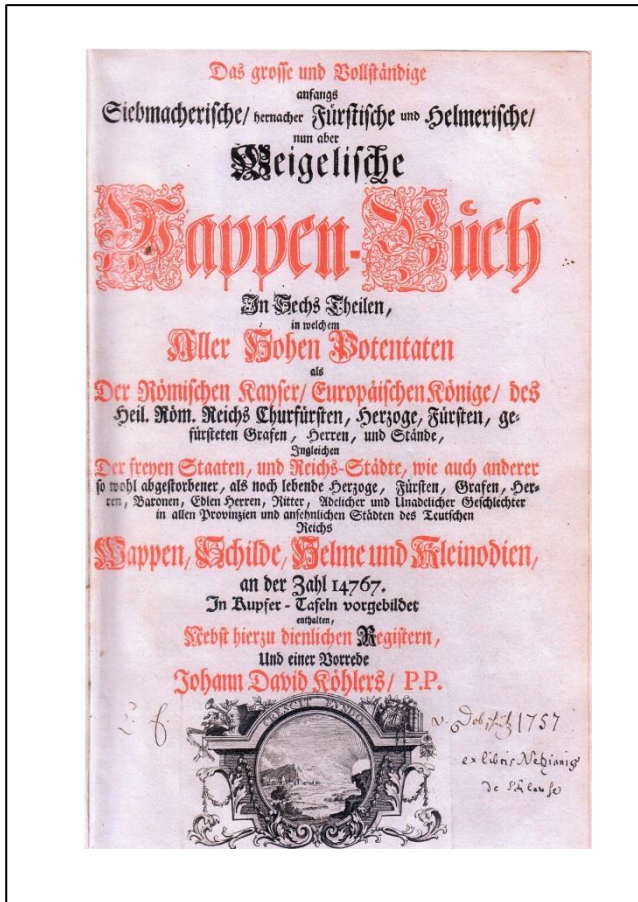 Das grosse und Vollständige
anfangs
Siebmacherische/ hernacher Fürstische und Helmerische/
nun aber
Weigelische
Wappen-Buch
In Sechs Theilen,
in welchem
Aller Hohen Potentaten
als
Der Römischen Kayser/ Europäischen Könige/ des
Heil. Röm. Reichs Churfürsten, Herzoge, Fürsten, ge-
fürsteten Grafen, Herren, und Stände,
Ingleichen
Der freyen Staaten, und Reichs-Städte, wie auch anderer
so wohl abgestorbener, als noch lebende Herzoge, Fürsten, Grafen, Her-
ren, Baronen, Edlen Herren, Ritter, Adelicher und Unadelicher Geschlechter
in allen Provinzien und ansehnlichen Städten des Teutschen
Reichs
Wappen, Schilde, Helme und Kleinodien,
an der Zahl 14767.
In Kupfer-Tafeln vorgebildet
enthalten,
Nebst hierzu dienlichen Registern,
Und einer Vorrede
Johann David Köhlers/ P.P.
1757
ex libris
de